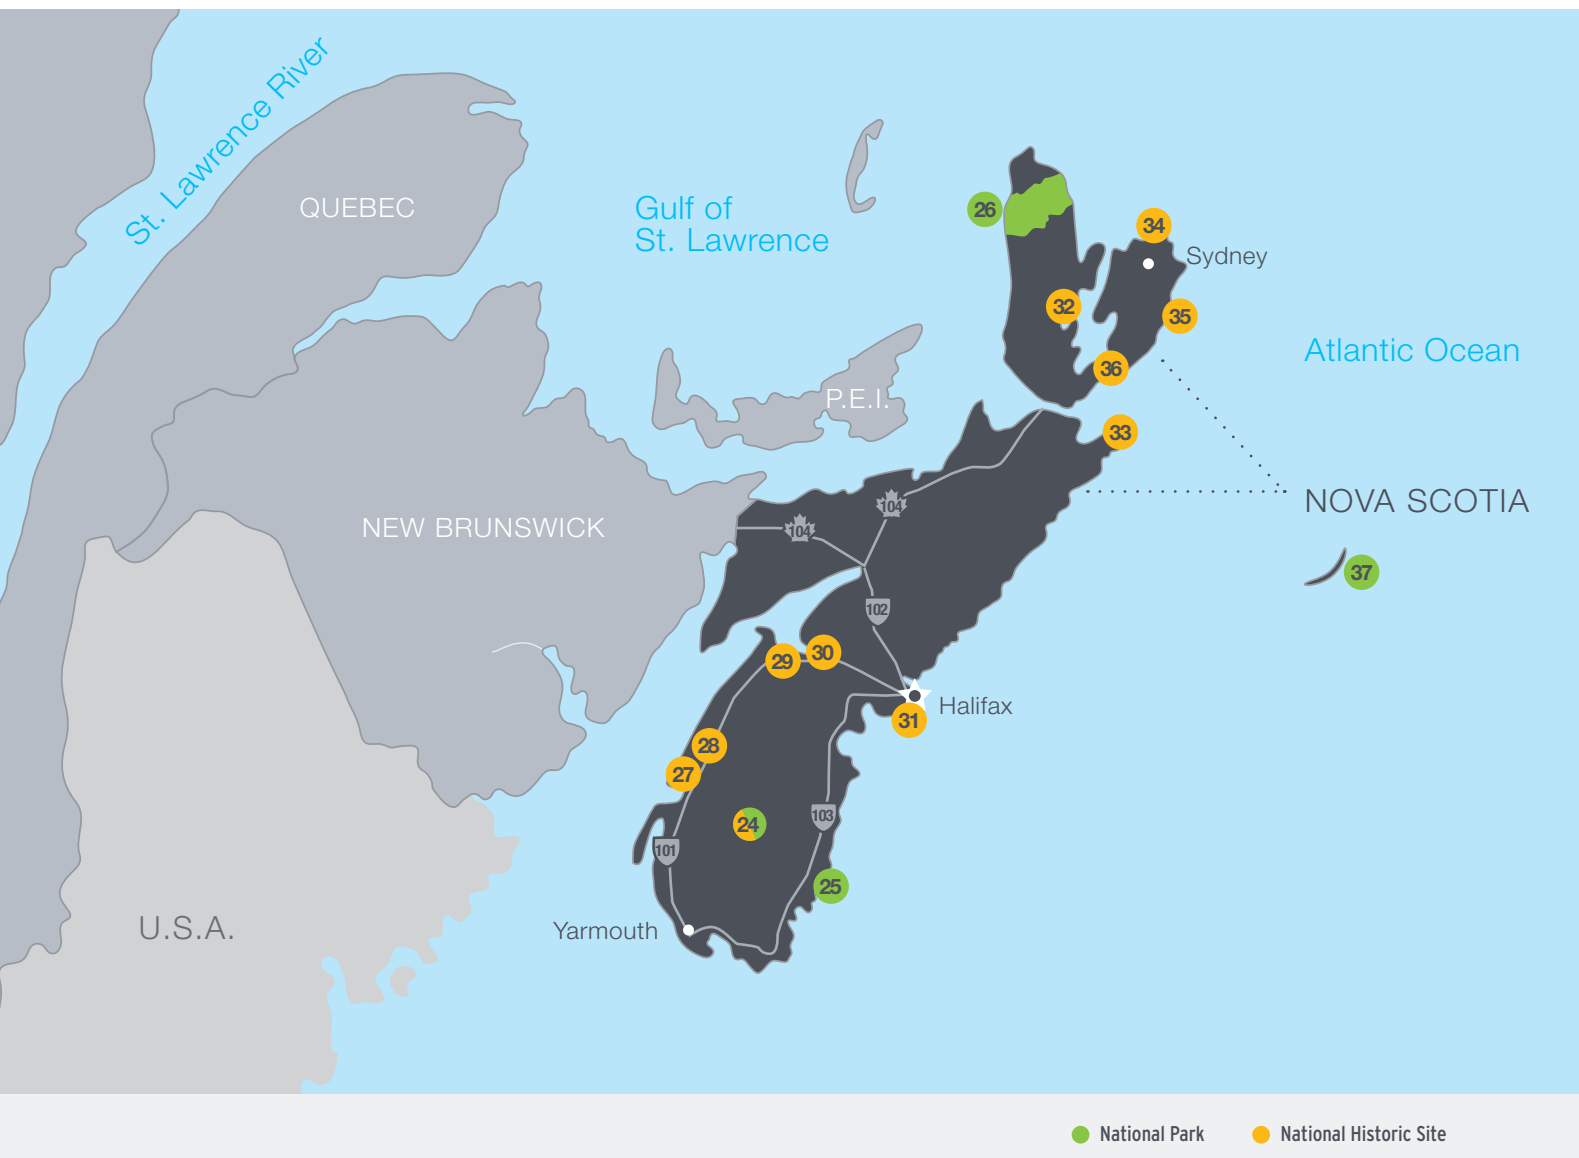 St. Lawrence River
QUEBEC
Gulf of
St. Lawrence
26
34
Sydney
32
35
Atlantic Ocean
36
P.E.I.
33
NOVA SCOTIA
104
104
NEW BRUNSWICK
37
102
30
29
Halifax
31
28
27
24
103
101
25
U.S.A.
Yarmouth
National Park
National Historic Site